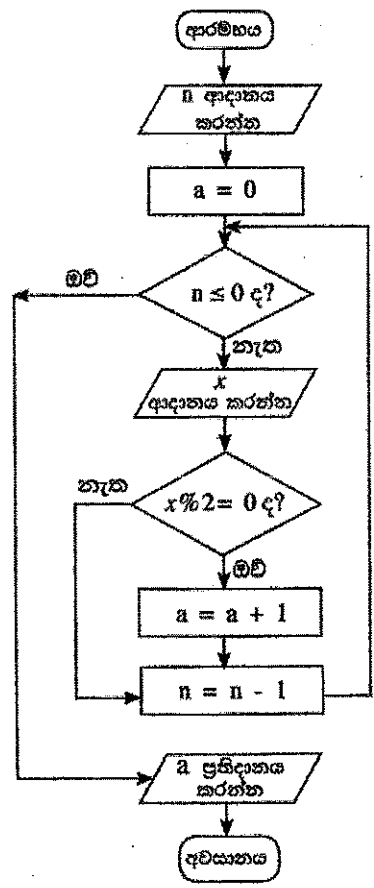 ආරම්භය
n ආදානය
කරන්න
a = 0
ඔව්
n ≤ 0 ද?
නැත
x
ආදානය කරන්න
නැත
x%2= 0 ද?
ඔව්
a = a + 1
n = n - 1
a ප්‍රතිදානය
කරන්න
අවසානය